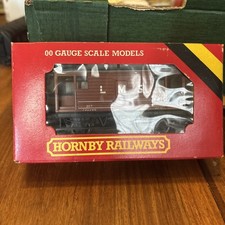 00 GAUGE SCALE MODELS
HORNBY RAILWAYS